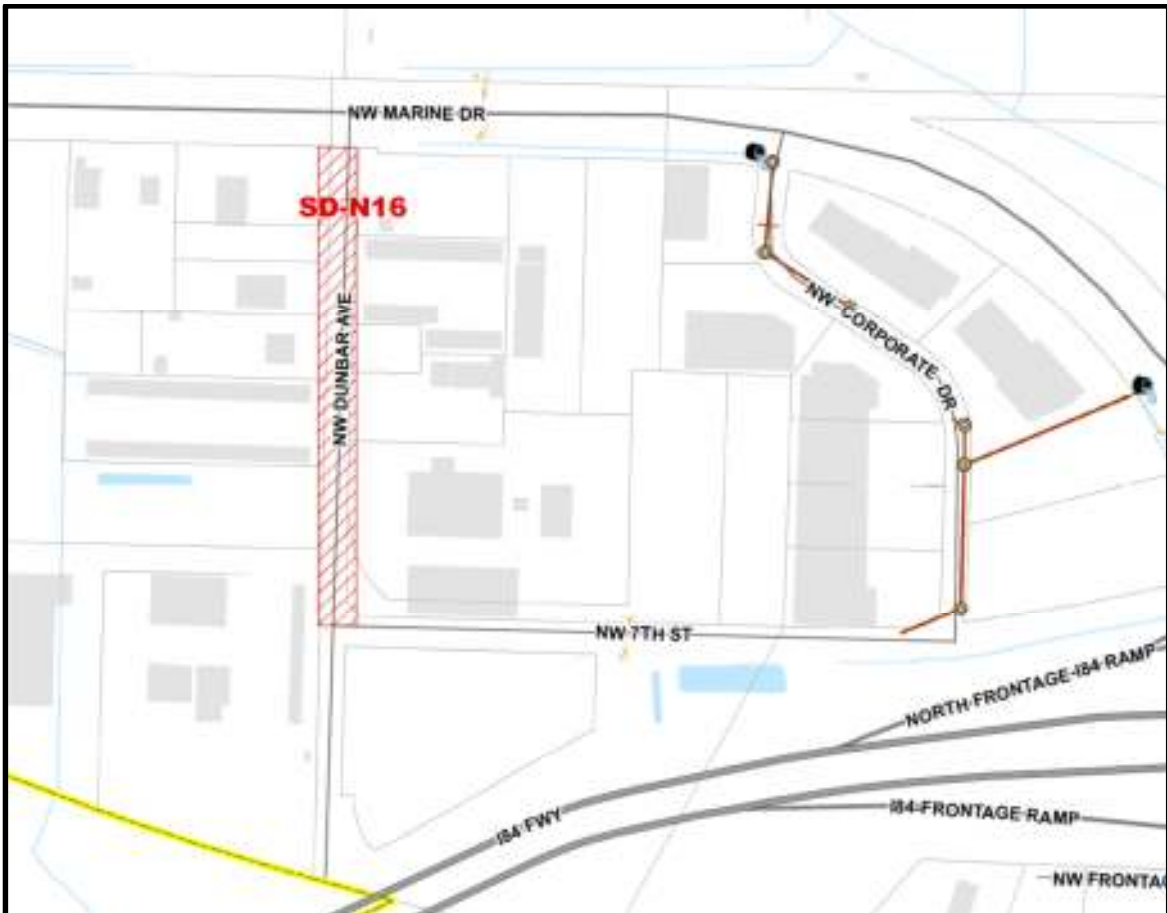 NW MARINE DR
SD-N16
NW DUNBAR AVE
NW CORPORATE DR
NW 7TH ST
NORTH FRONTAGE I84 RAMP
I84 FWY
I84 FRONTAGE RAMP
NW FRONTAG